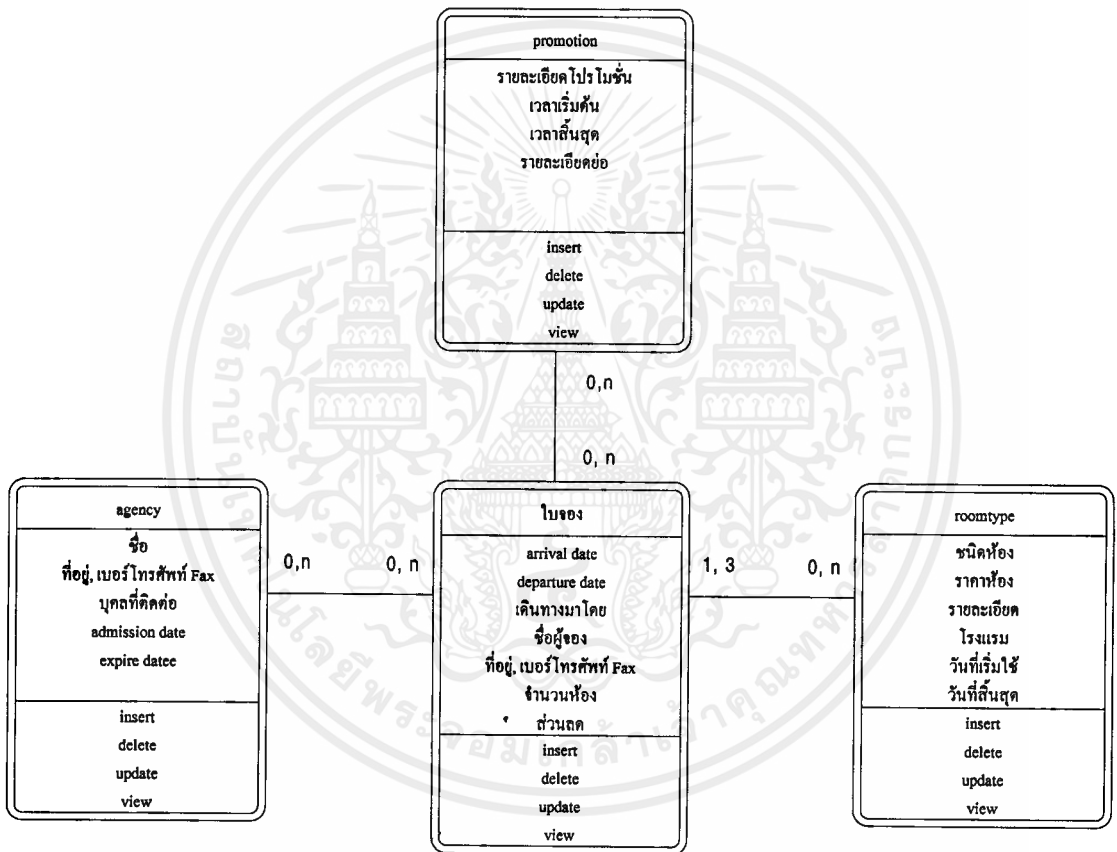 promotion
รายละเอียดโปรโมชั่น
เวลาเริ่มต้น
เวลาสิ้นสุด
รายละเอียดย่อ
insert
delete
update
view
0,n
0, n
agency
ชื่อ
ที่อยู่, เบอร์โทรศัพท์ Fax
บุคลที่ติดต่อ
admission date
expire datee
insert
delete
update
view
0,n
0, n
ใบจอง
arrival date
departure date
เดินทางมาโดย
ชื่อผู้จอง
ที่อยู่, เบอร์โทรศัพท์ Fax
จำนวนห้อง
ส่วนลด
insert
delete
update
view
1, 3
0, n
roomtype
ชนิดห้อง
ราคาห้อง
รายละเอียด
โรงแรม
วันที่เริ่มใช้
วันที่สิ้นสุด
insert
delete
update
view